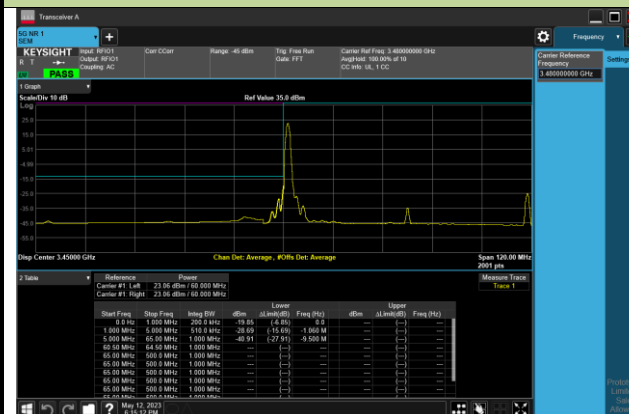 Transceiver A
5G NR 1
SEM
Frequency
KEYSIGHT
Input: RFIO1
Output: RFIO1
Coupling: AC
Corr CCorr
Range: -45 dBm
Trig: Free Run
Gate: FFT
Carrier Ref Freq: 3.480000000 GHz
Avg|Hold: 100.00% of 10
CC Info: UL, 1 CC
R T
PASS
Carrier Reference
Frequency
3.480000000 GHz
Settings
1 Graph
Scale/Div 10 dB
Ref Value 35.0 dBm
Log
25.0
15.0
5.01
-4.99
-15.0
-25.0
-35.0
-45.0
-55.0
Disp Center 3.45000 GHz
Chan Det: Average , #Offs Det: Average
Span 120.00 MHz
2001 pts
2 Table
Reference Power
Carrier #1 Left 23.06 dBm / 60.000 MHz
Carrier #1 Right 23.06 dBm / 60.000 MHz
Measure Trace
Trace 1
Lower Upper
Start Freq Stop Freq Integ BW dBm ΔLimit(dB) Freq (Hz) dBm ΔLimit(dB) Freq (Hz)
0.0 Hz 1.000 MHz 200.0 kHz -19.85 (-6.85) 0.0 --- (---) ---
1.000 MHz 5.000 MHz 510.0 kHz -28.69 (-15.69) -1.060 M --- (---) ---
5.000 MHz 65.00 MHz 1.000 MHz -40.91 (-27.91) -9.500 M --- (---) ---
60.50 MHz 64.50 MHz 1.000 MHz --- (---) --- --- (---) ---
65.00 MHz 500.0 MHz 1.000 MHz --- (---) --- --- (---) ---
65.00 MHz 500.0 MHz 1.000 MHz --- (---) --- --- (---) ---
65.00 MHz 500.0 MHz 1.000 MHz --- (---) --- --- (---) ---
65.00 MHz 500.0 MHz 1.000 MHz --- (---) --- --- (---) ---
65.00 MHz 500.0 MHz 1.000 MHz --- (---) --- --- (---) ---
May 12, 2023
6:15:12 PM